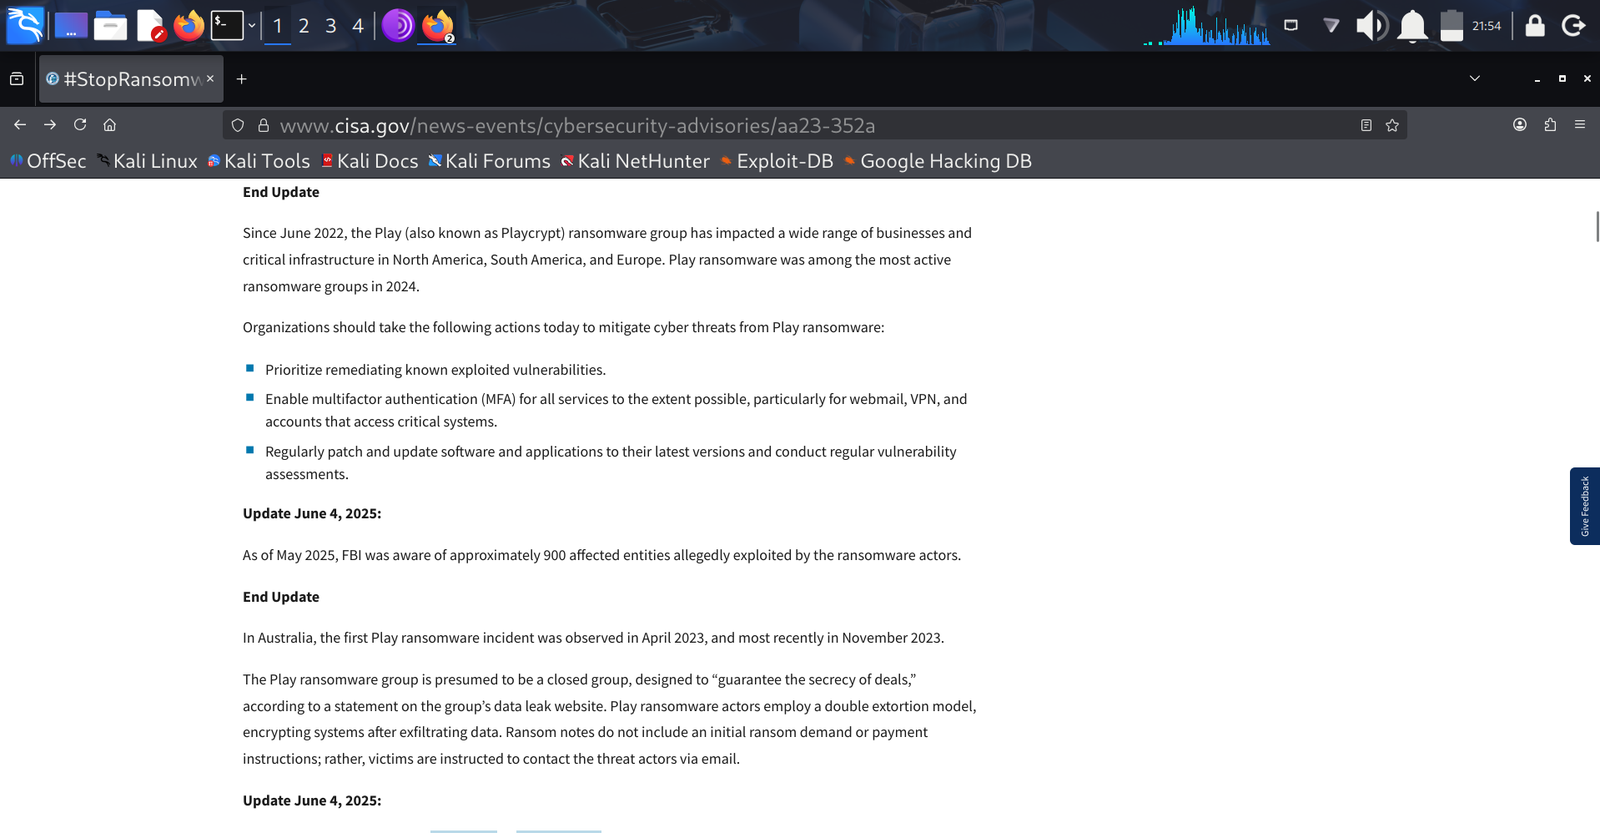 1 2 3 4
21:54
#StopRansomw
www.cisa.gov/news-events/cybersecurity-advisories/aa23-352a
OffSec Kali Linux Kali Tools Kali Docs Kali Forums Kali NetHunter Exploit-DB Google Hacking DB
End Update
Since June 2022, the Play (also known as Playcrypt) ransomware group has impacted a wide range of businesses and
critical infrastructure in North America, South America, and Europe. Play ransomware was among the most active
ransomware groups in 2024.
Organizations should take the following actions today to mitigate cyber threats from Play ransomware:
Prioritize remediating known exploited vulnerabilities.
Enable multifactor authentication (MFA) for all services to the extent possible, particularly for webmail, VPN, and
accounts that access critical systems.
Regularly patch and update software and applications to their latest versions and conduct regular vulnerability
assessments.
Update June 4, 2025:
As of May 2025, FBI was aware of approximately 900 affected entities allegedly exploited by the ransomware actors.
End Update
In Australia, the first Play ransomware incident was observed in April 2023, and most recently in November 2023.
The Play ransomware group is presumed to be a closed group, designed to “guarantee the secrecy of deals,”
according to a statement on the group’s data leak website. Play ransomware actors employ a double extortion model,
encrypting systems after exfiltrating data. Ransom notes do not include an initial ransom demand or payment
instructions; rather, victims are instructed to contact the threat actors via email.
Update June 4, 2025:
Give Feedback